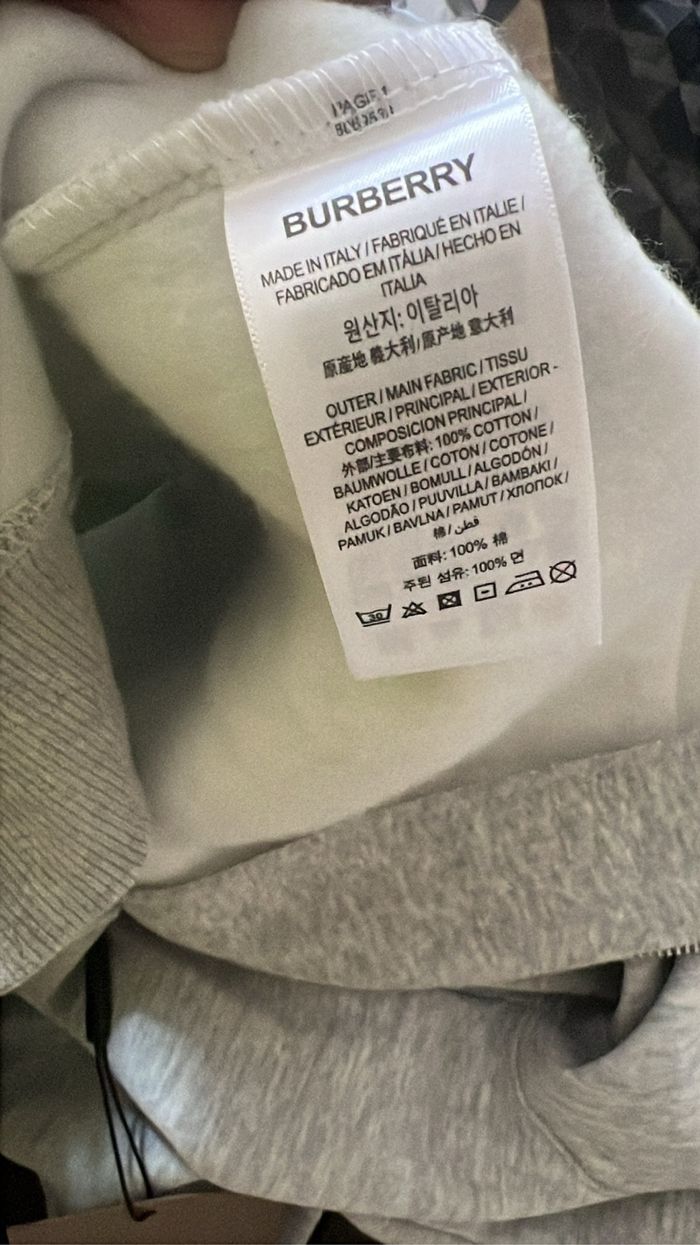 BURBERRY
MADE IN ITALY / FABRIQUÉ EN ITALIE /
FABRICADO EM ITÀLIA / HECHO EN
ITALIA
원산지: 이탈리아
原産地 義大利/原产地 意大利
OUTER / MAIN FABRIC / TISSU
EXTÉRIEUR / PRINCIPAL / EXTERIOR -
COMPOSICION PRINCIPAL /
外部/主要布料: 100% COTTON /
BAUMWOLLE / COTON / COTONE /
KATOEN / BOMULL / ALGODÓN /
ALGODÃO / PUUVILLA / BAMBAKI /
PAMUK / BAVLNA / PAMUT / ХЛОПОК /
棉 / قطن
面料: 100% 棉
주된 섬유: 100% 면
30